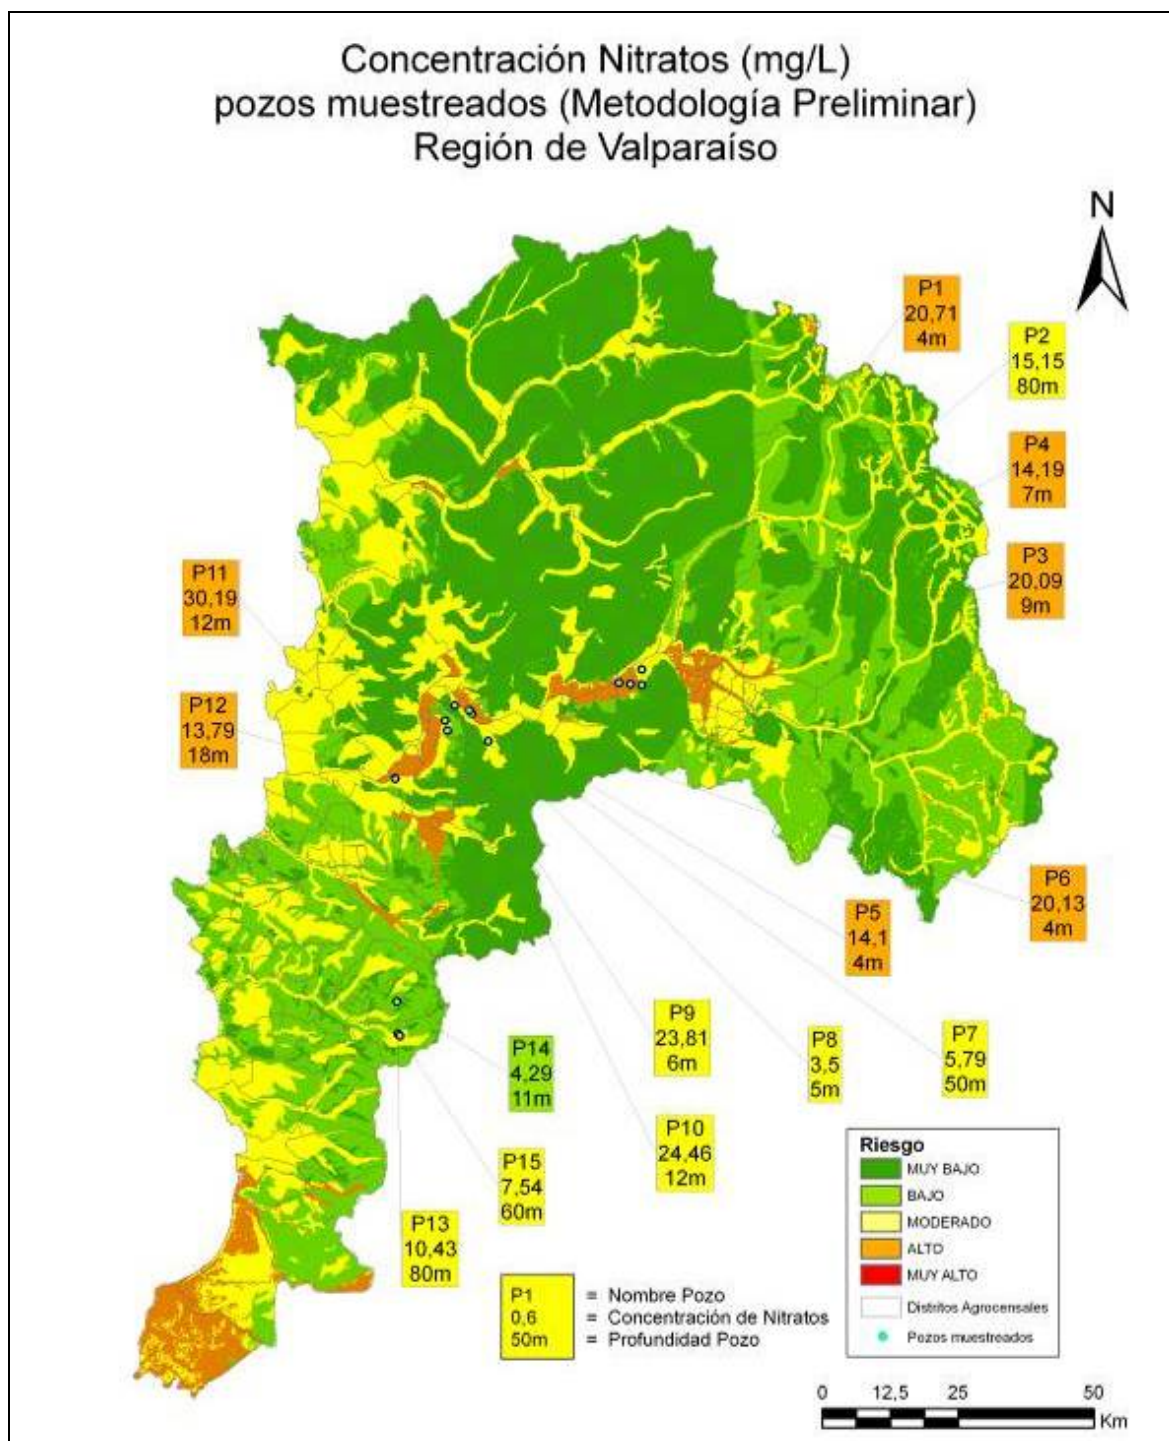 Concentración Nitratos (mg/L)
pozos muestreados (Metodología Preliminar)
Región de Valparaíso
N
P1
20,71
4m
P2
15,15
80m
P4
14,19
7m
P3
20,09
9m
P11
30,19
12m
P12
13,79
18m
P6
20,13
4m
P5
14,1
4m
P9
23,81
6m
P8
3,5
5m
P7
5,79
50m
P14
4,29
11m
P10
24,46
12m
P15
7,54
60m
P13
10,43
80m
P1 = Nombre Pozo
0,6 = Concentración de Nitratos
50m = Profundidad Pozo
Riesgo
MUY BAJO
BAJO
MODERADO
ALTO
MUY ALTO
Distritos Agrocensales
Pozos muestreados
0 12,5 25 50
Km